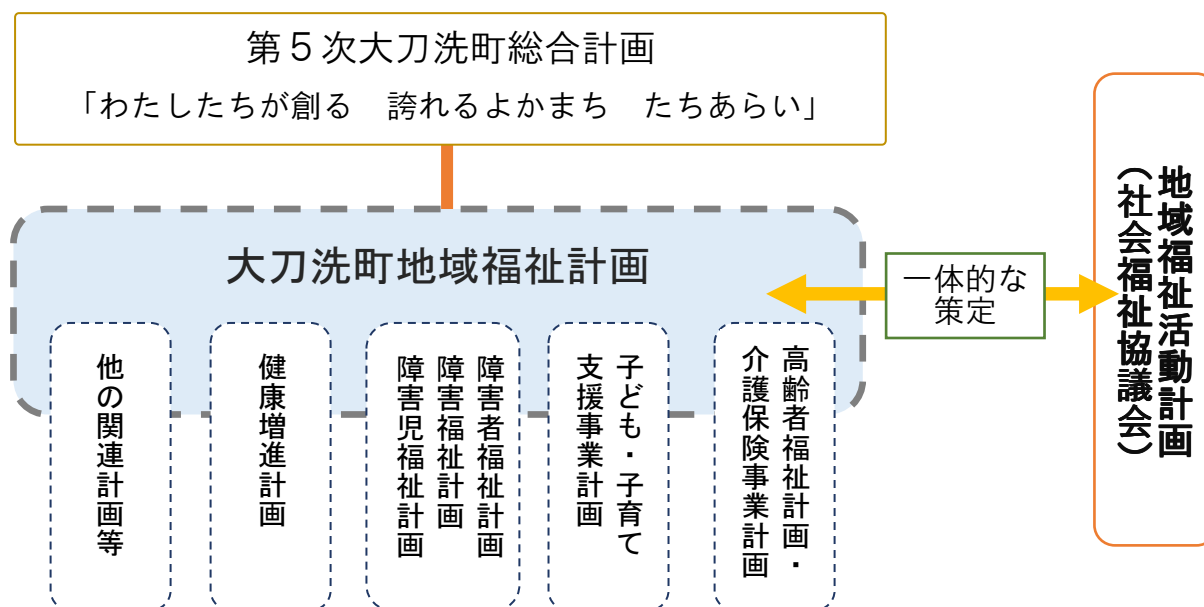 第５次大刀洗町総合計画
「わたしたちが創る　誇れるよかまち　たちあらい」
大刀洗町地域福祉計画
一体的な
策定
地域福祉活動計画
（社会福祉協議会）
高齢者福祉計画・
介護保険事業計画
子ども・子育て
支援事業計画
障害者福祉計画
障害福祉計画
障害児福祉計画
健康増進計画
他の関連計画等